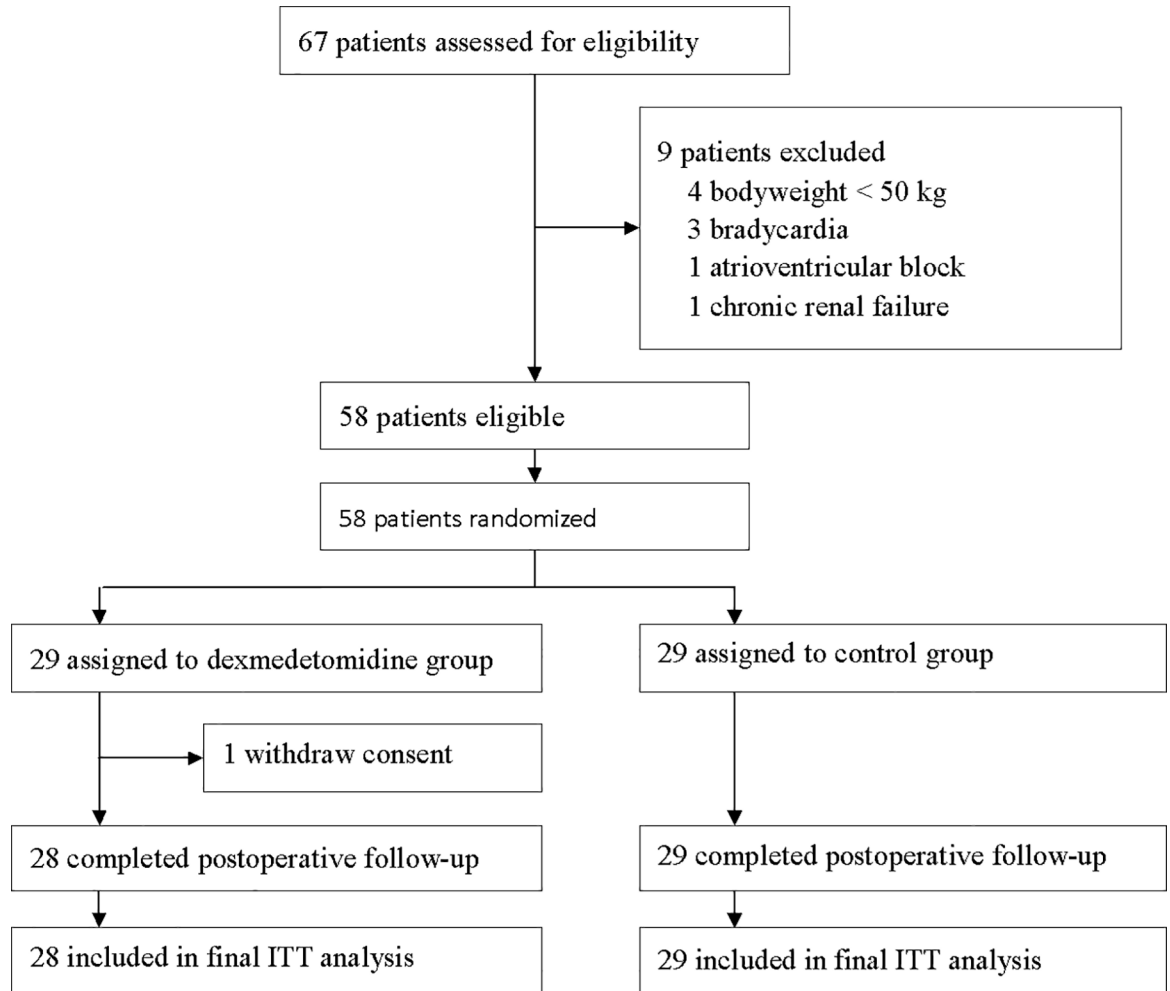 67 patients assessed for eligibility
9 patients excluded
4 bodyweight < 50 kg
3 bradycardia
1 atrioventricular block
1 chronic renal failure
58 patients eligible
58 patients randomized
29 assigned to dexmedetomidine group
29 assigned to control group
1 withdraw consent
28 completed postoperative follow-up
29 completed postoperative follow-up
28 included in final ITT analysis
29 included in final ITT analysis